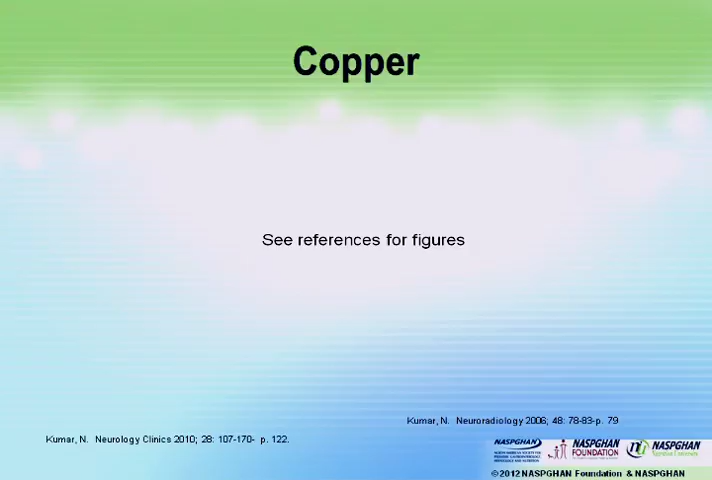 Copper
See references for figures
Kumar, N. Neuroradiology 2006; 48: 78-83-p. 79
Kumar, N. Neurology Clinics 2010; 28: 107-170- p. 122.
NASPGHAN
NASPGHAN
FOUNDATION
NASPGHAN
©2012 NASPGHAN Foundation & NASPGHAN